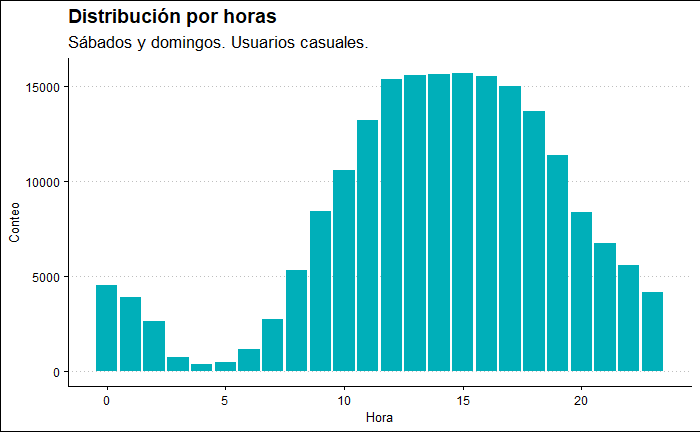 Distribución por horas
Sábados y domingos. Usuarios casuales.
15000
10000
5000
0
Conteo
0 5 10 15 20
Hora